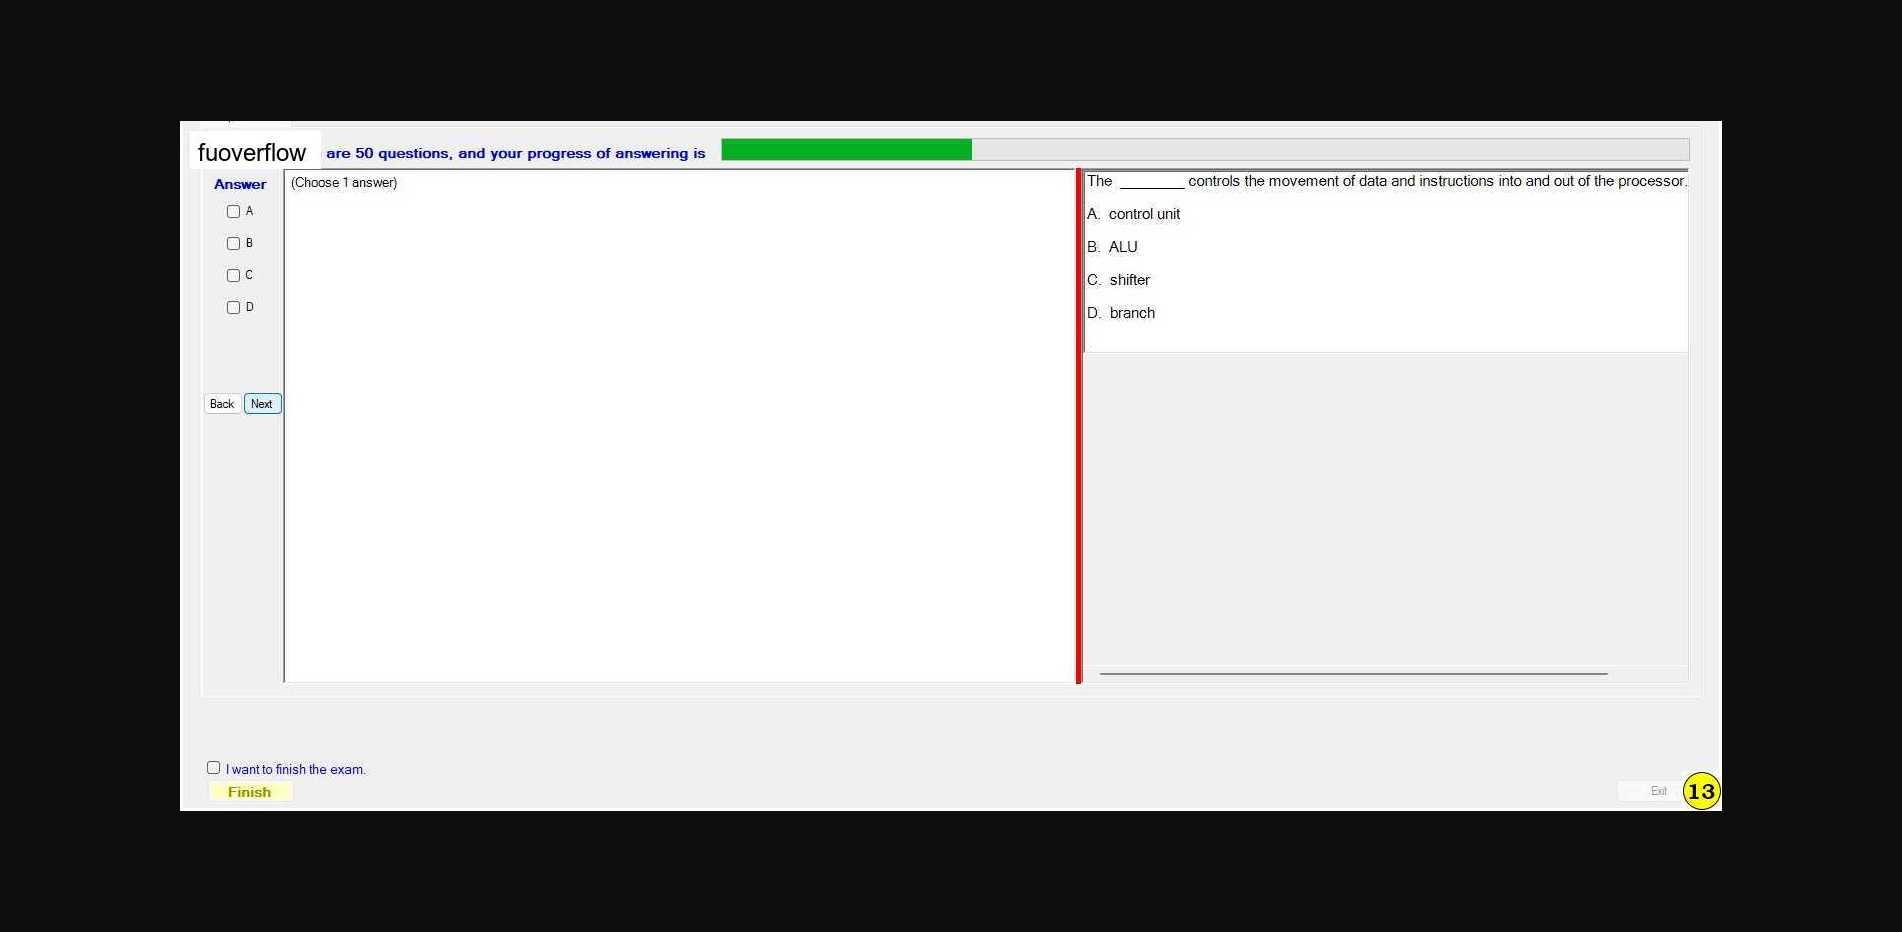 fuoverflow are 50 questions, and your progress of answering is
Answer
A
B
C
D
Back Next
(Choose 1 answer)
The ________ controls the movement of data and instructions into and out of the processor.
A. control unit
B. ALU
C. shifter
D. branch
I want to finish the exam.
Finish
Exit
13